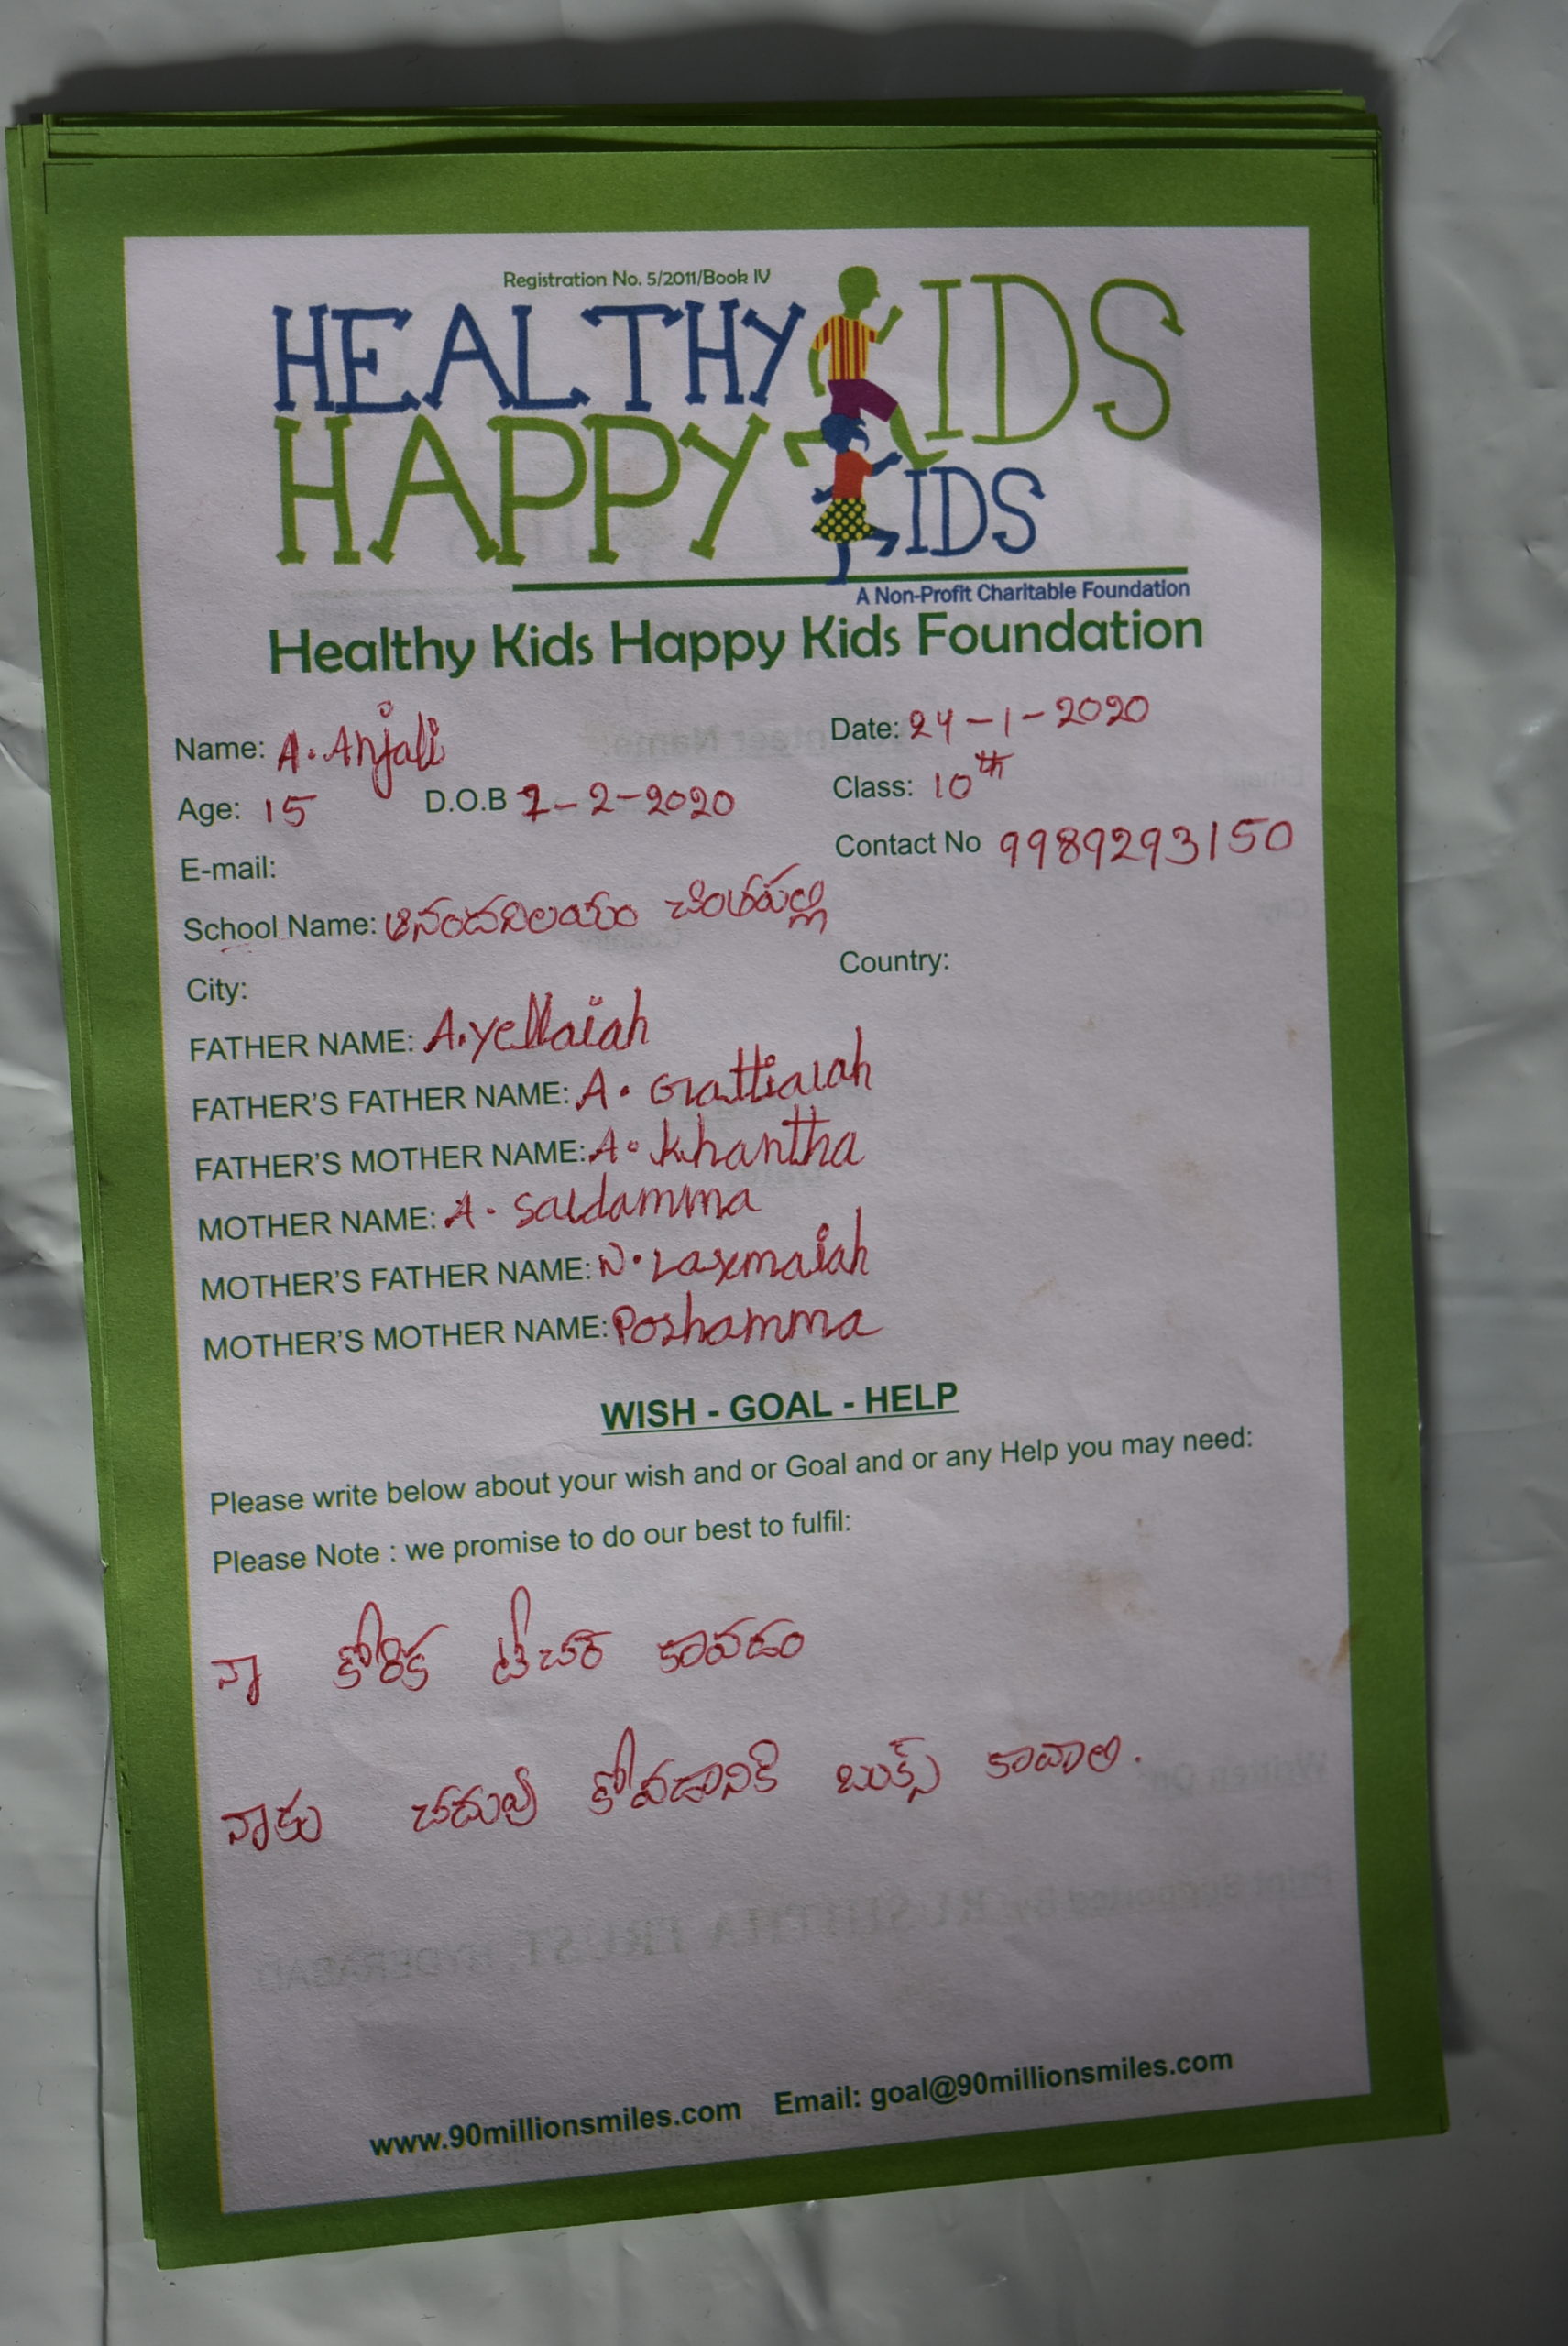 Registration No. 5/2011/Book IV
HEALTHY KIDS
HAPPY KIDS
A Non-Profit Charitable Foundation
Healthy Kids Happy Kids Foundation
Name: A. Anjali Date: 24-1-2020
Age: 15 D.O.B 2-2-2020 Class: 10th
E-mail: Contact No 9989293150
School Name: ఆనందనిలయం చింతపల్లి
City: Country:
FATHER NAME: A.Yellaiah
FATHER'S FATHER NAME: A. Gattiaiah
FATHER'S MOTHER NAME: A. Khantha
MOTHER NAME: A. Saidamma
MOTHER'S FATHER NAME: N. Laxmaiah
MOTHER'S MOTHER NAME: Poshamma
WISH - GOAL - HELP
Please write below about your wish and or Goal and or any Help you may need:
Please Note : we promise to do our best to fulfil:
నా కోరిక టీచర్ కావడం
నాకు చదువు కోవడానికి బుక్స్ కావాలి.
www.90millionsmiles.com Email: goal@90millionsmiles.com